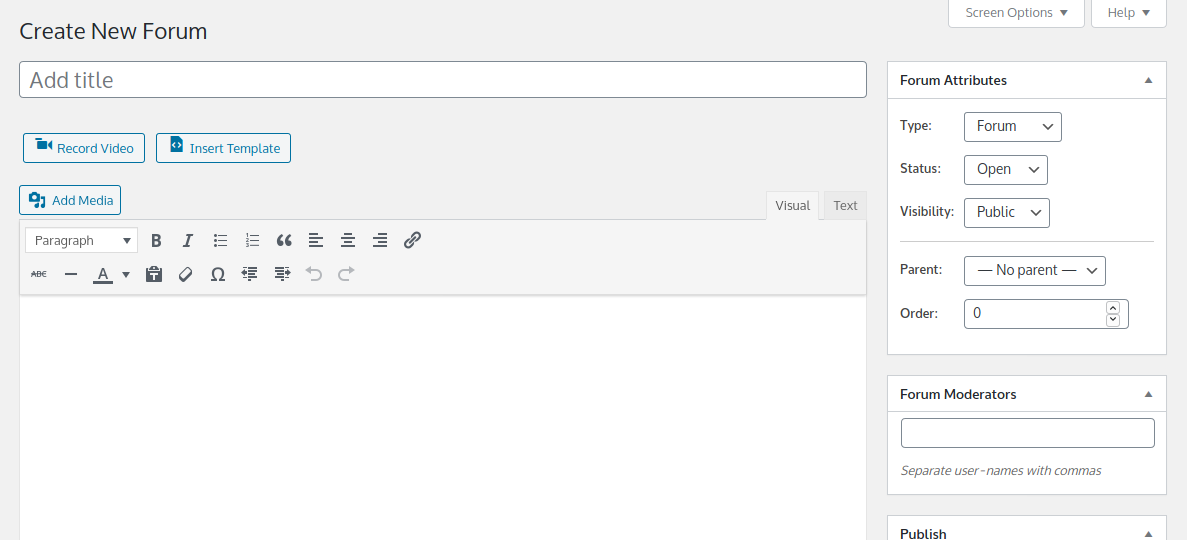 Screen Options
Help
Create New Forum
Add title
Record Video
Insert Template
Add Media
Visual
Text
Paragraph
B
I
ABC
A
Ω
Forum Attributes
Type: Forum
Status: Open
Visibility: Public
Parent: — No parent —
Order: 0
Forum Moderators
Separate user-names with commas
Publish